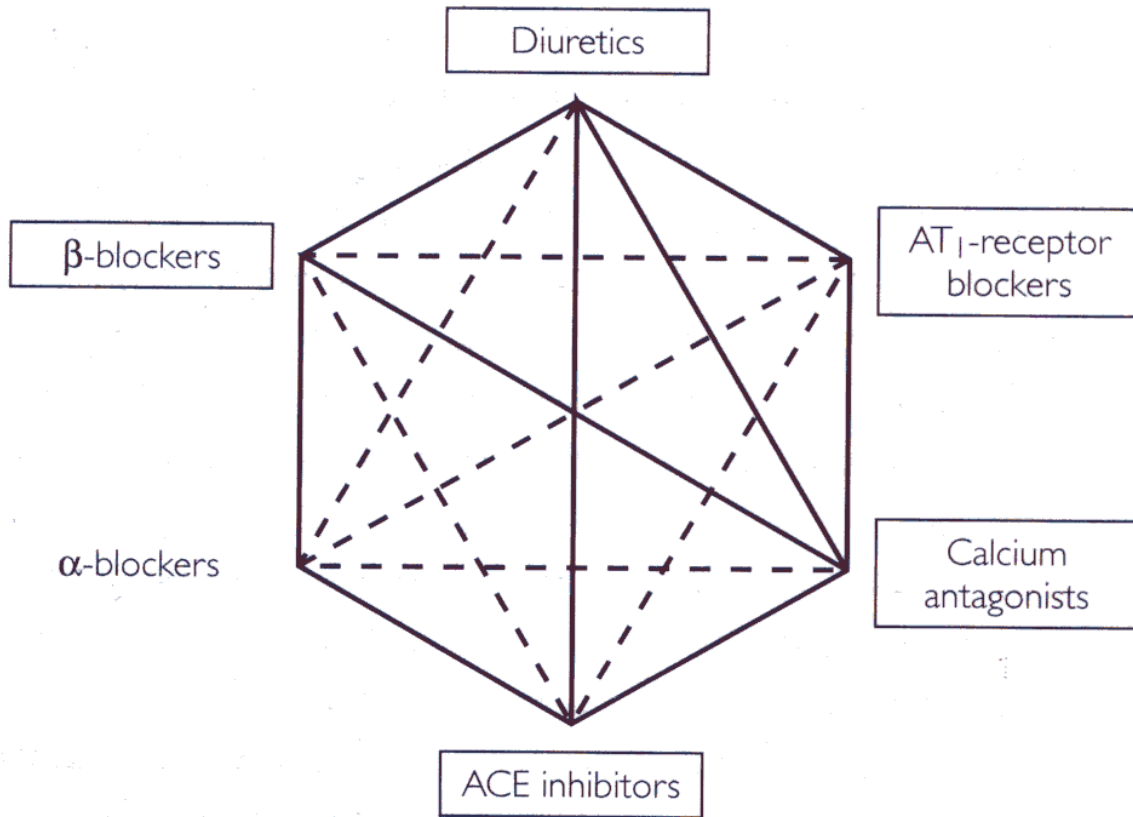 Diuretics
β-blockers
AT₁-receptor
blockers
α-blockers
Calcium
antagonists
ACE inhibitors